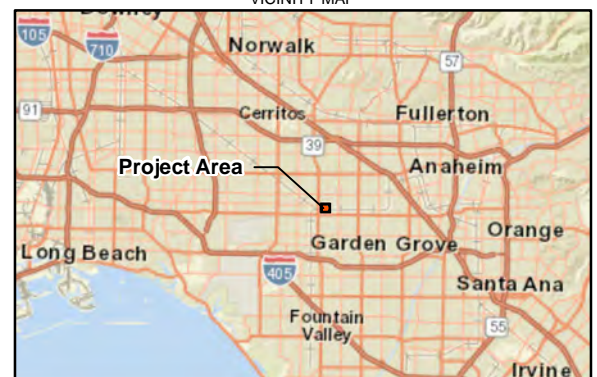 VICINITY MAP
Downey
105
710
Norwalk
57
91
Cerritos
Fullerton
39
Project Area
Anaheim
Orange
Garden Grove
Long Beach
405
Santa Ana
Fountain
Valley
55
Irvine